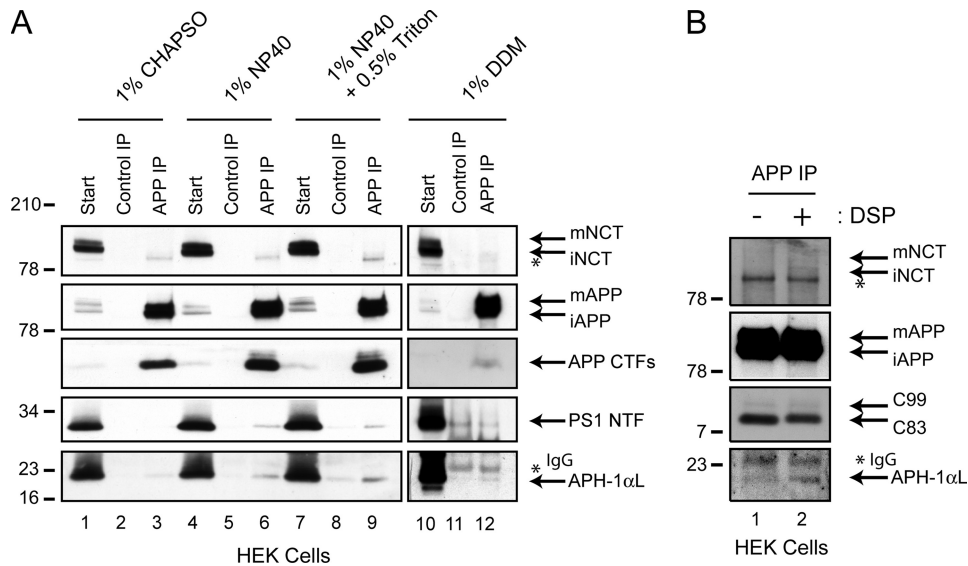 A
1% CHAPSO
1% NP40
1% NP40
+ 0.5% Triton
1% DDM
Start
Control IP
APP IP
Start
Control IP
APP IP
Start
Control IP
APP IP
Start
Control IP
APP IP
210
78
mNCT
iNCT
*
78
mAPP
iAPP
APP CTFs
34
PS1 NTF
23
16
* IgG
APH-1αL
1 2 3 4 5 6 7 8 9 10 11 12
HEK Cells
B
APP IP
- + : DSP
mNCT
iNCT
*
78
mAPP
iAPP
78
C99
C83
7
23
* IgG
APH-1αL
1 2
HEK Cells